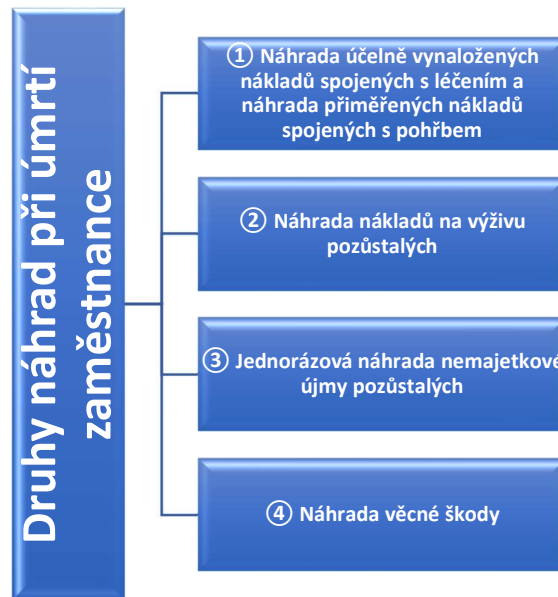 Druhy náhrad při úmrtí
zaměstnance
① Náhrada účelně vynaložených
nákladů spojených s léčením a
náhrada přiměřených nákladů
spojených s pohřbem
② Náhrada nákladů na výživu
pozůstalých
③ Jednorázová náhrada nemajetkové
újmy pozůstalých
④ Náhrada věcné škody